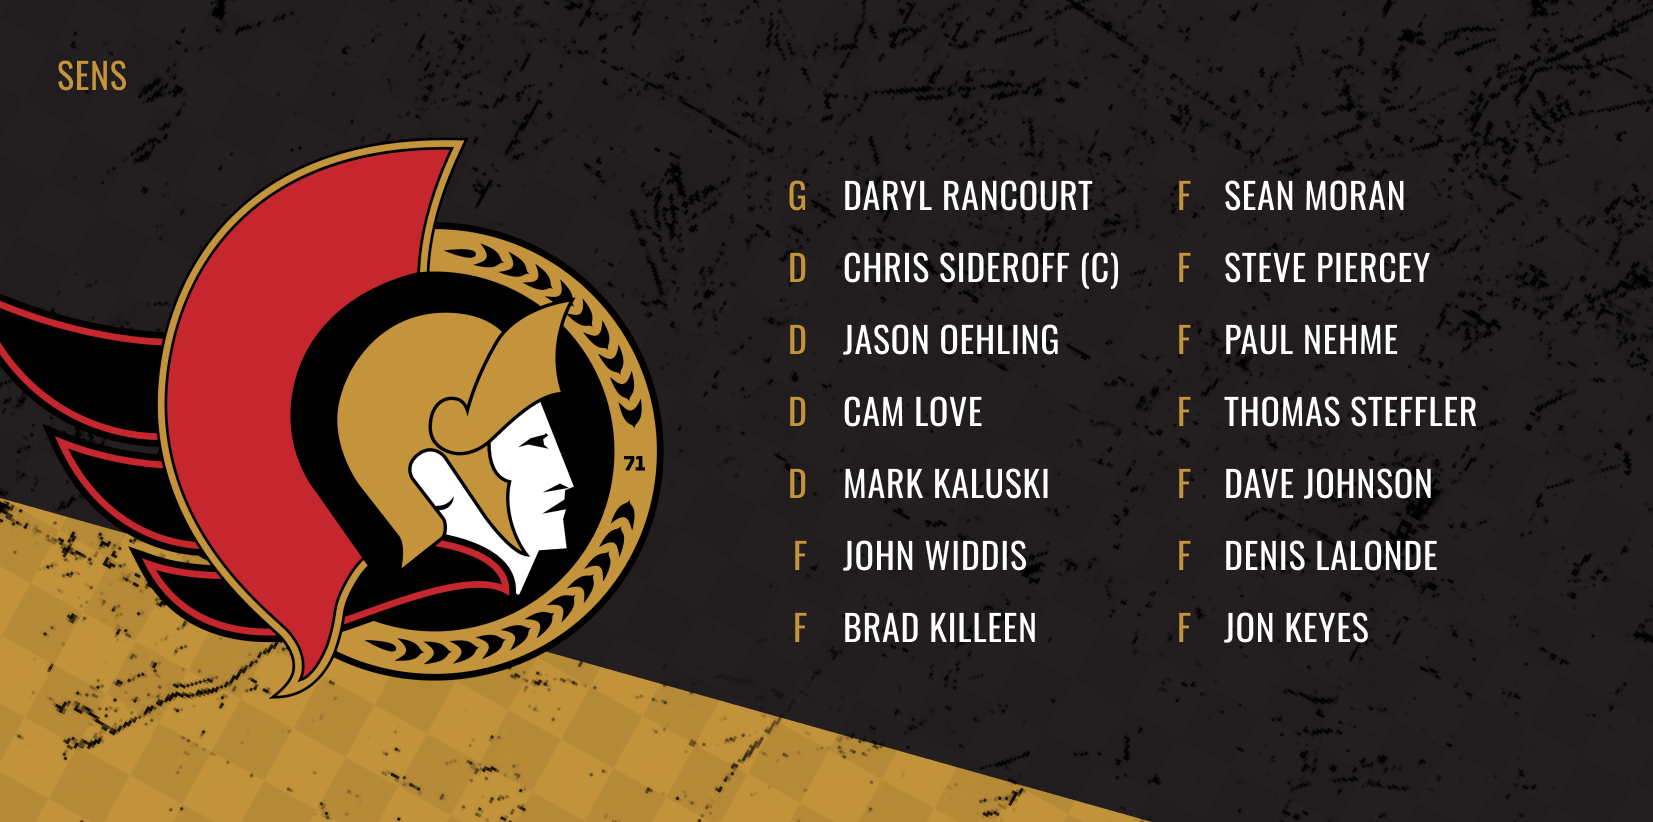 SENS
71
G DARYL RANCOURT
D CHRIS SIDEROFF (C)
D JASON OEHLING
D CAM LOVE
D MARK KALUSKI
F JOHN WIDDIS
F BRAD KILLEEN
F SEAN MORAN
F STEVE PIERCEY
F PAUL NEHME
F THOMAS STEFFLER
F DAVE JOHNSON
F DENIS LALONDE
F JON KEYES